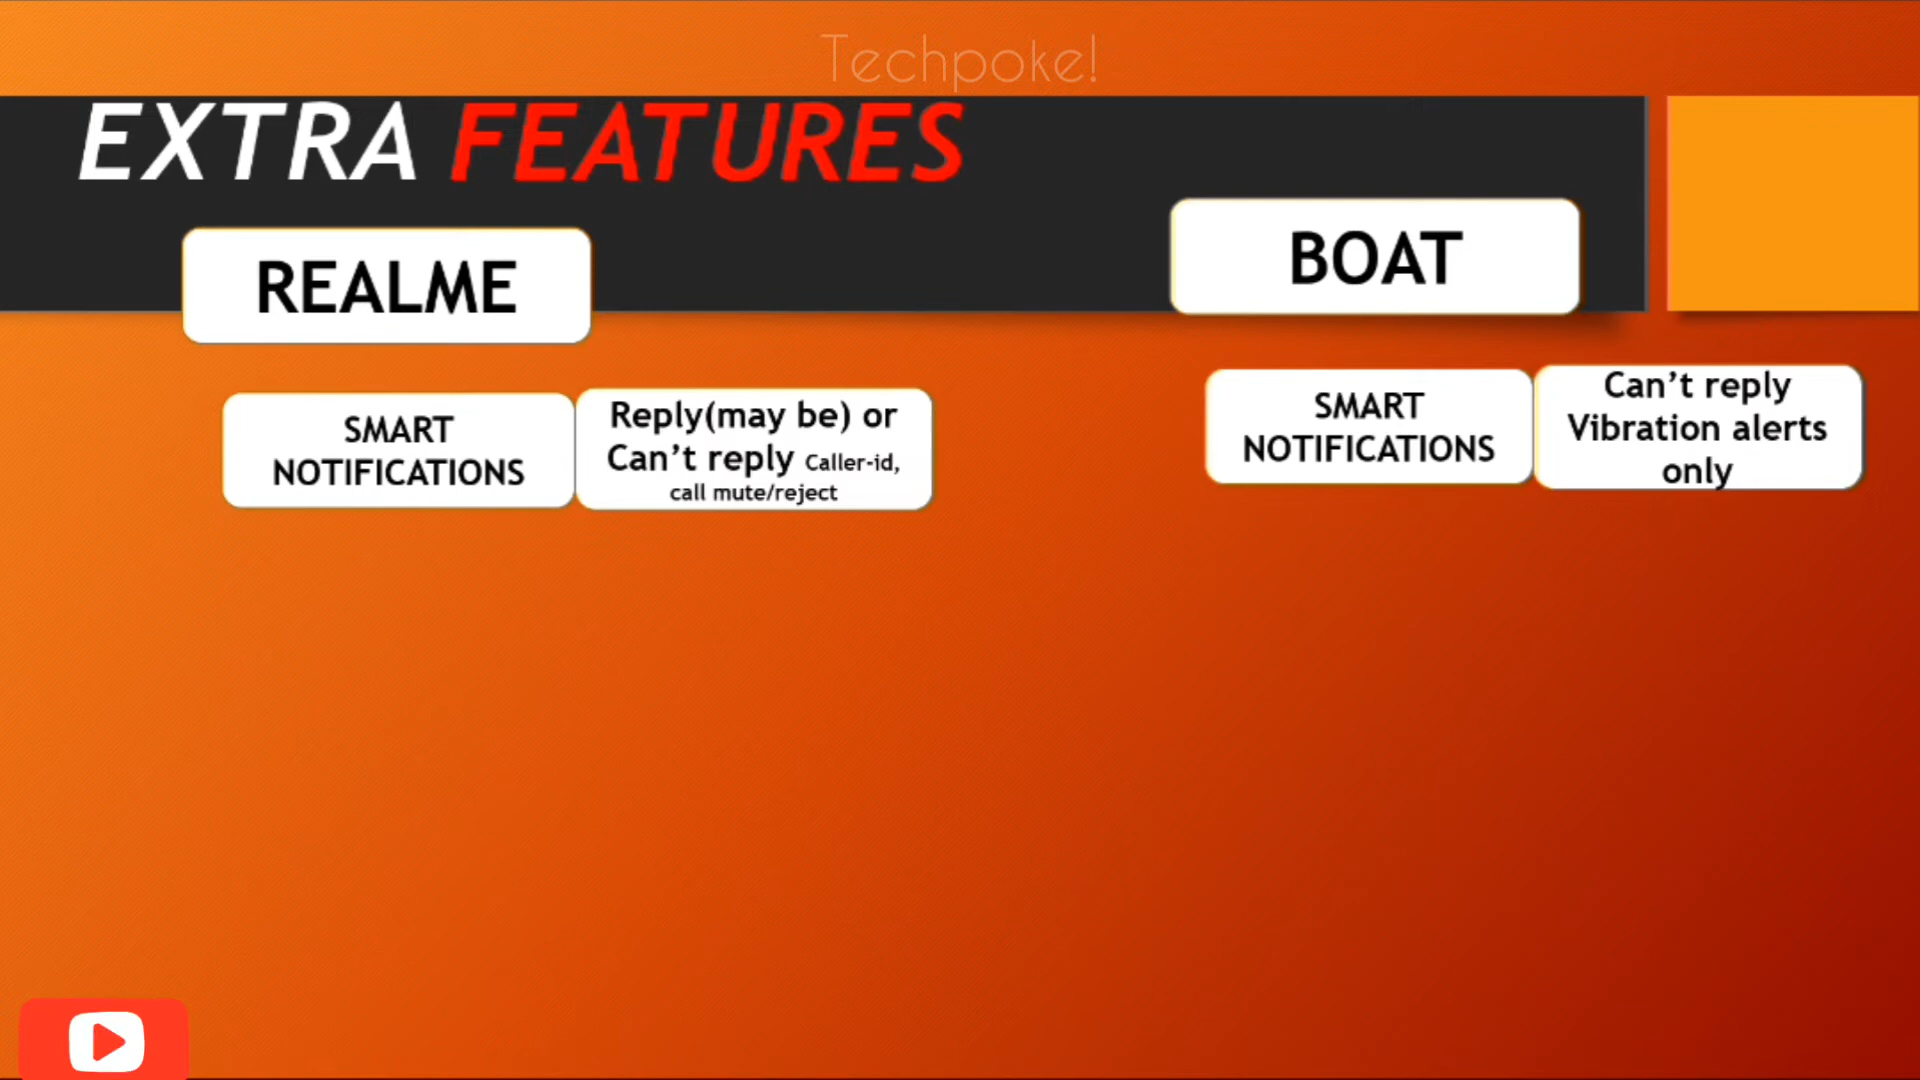 Techpoke!
EXTRA FEATURES
REALME
BOAT
SMART
NOTIFICATIONS
Reply(may be) or
Can't reply Caller-id,
call mute/reject
SMART
NOTIFICATIONS
Can't reply
Vibration alerts
only